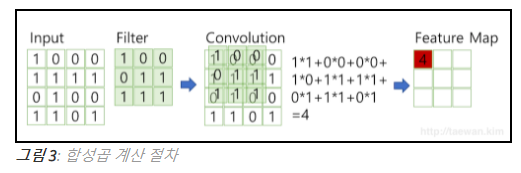 Input Filter Convolution Feature Map
1 0 0 0
1 1 1 1
0 1 0 0
1 1 0 1
1 0 0
0 1 1
1 1 1
0
1
0
1 1 0 1
1*1+0*0+0*0+
1*0+1*1+1*1+
0*1+1*1+0*1
=4
4
http://taewan.kim
그림 3: 합성곱 계산 절차